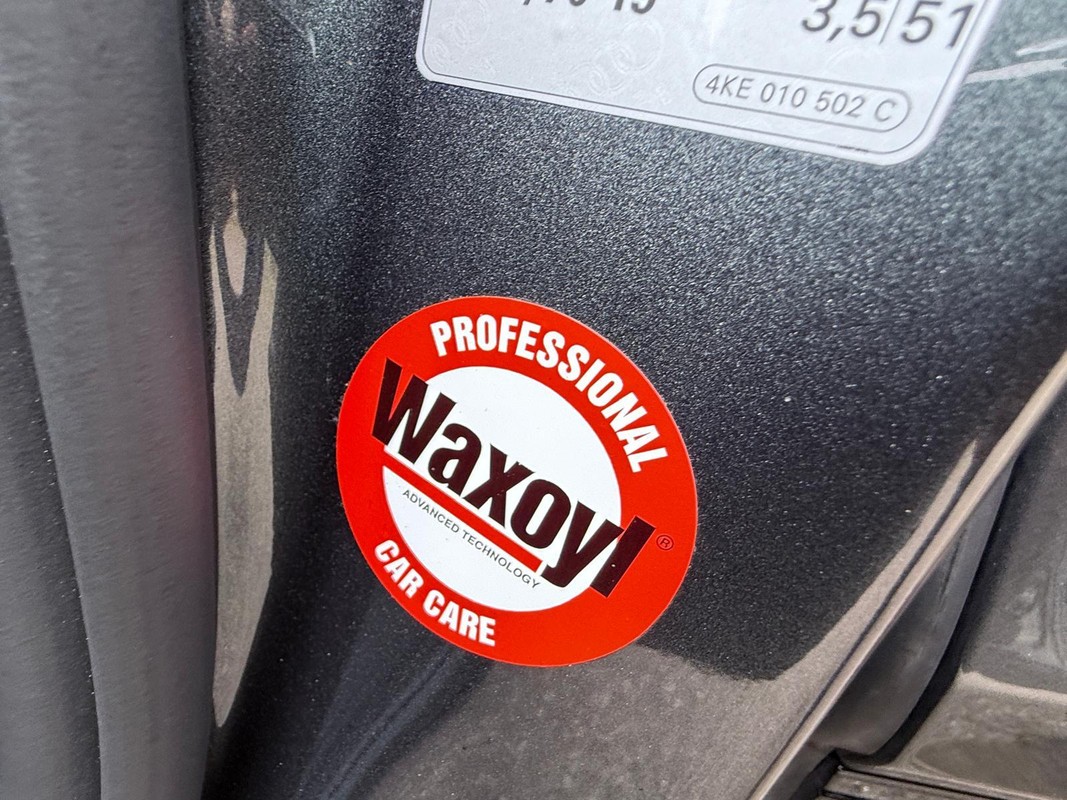 3,5 51
4KE 010 502 C
PROFESSIONAL
Waxoyl®
ADVANCED TECHNOLOGY
CAR CARE